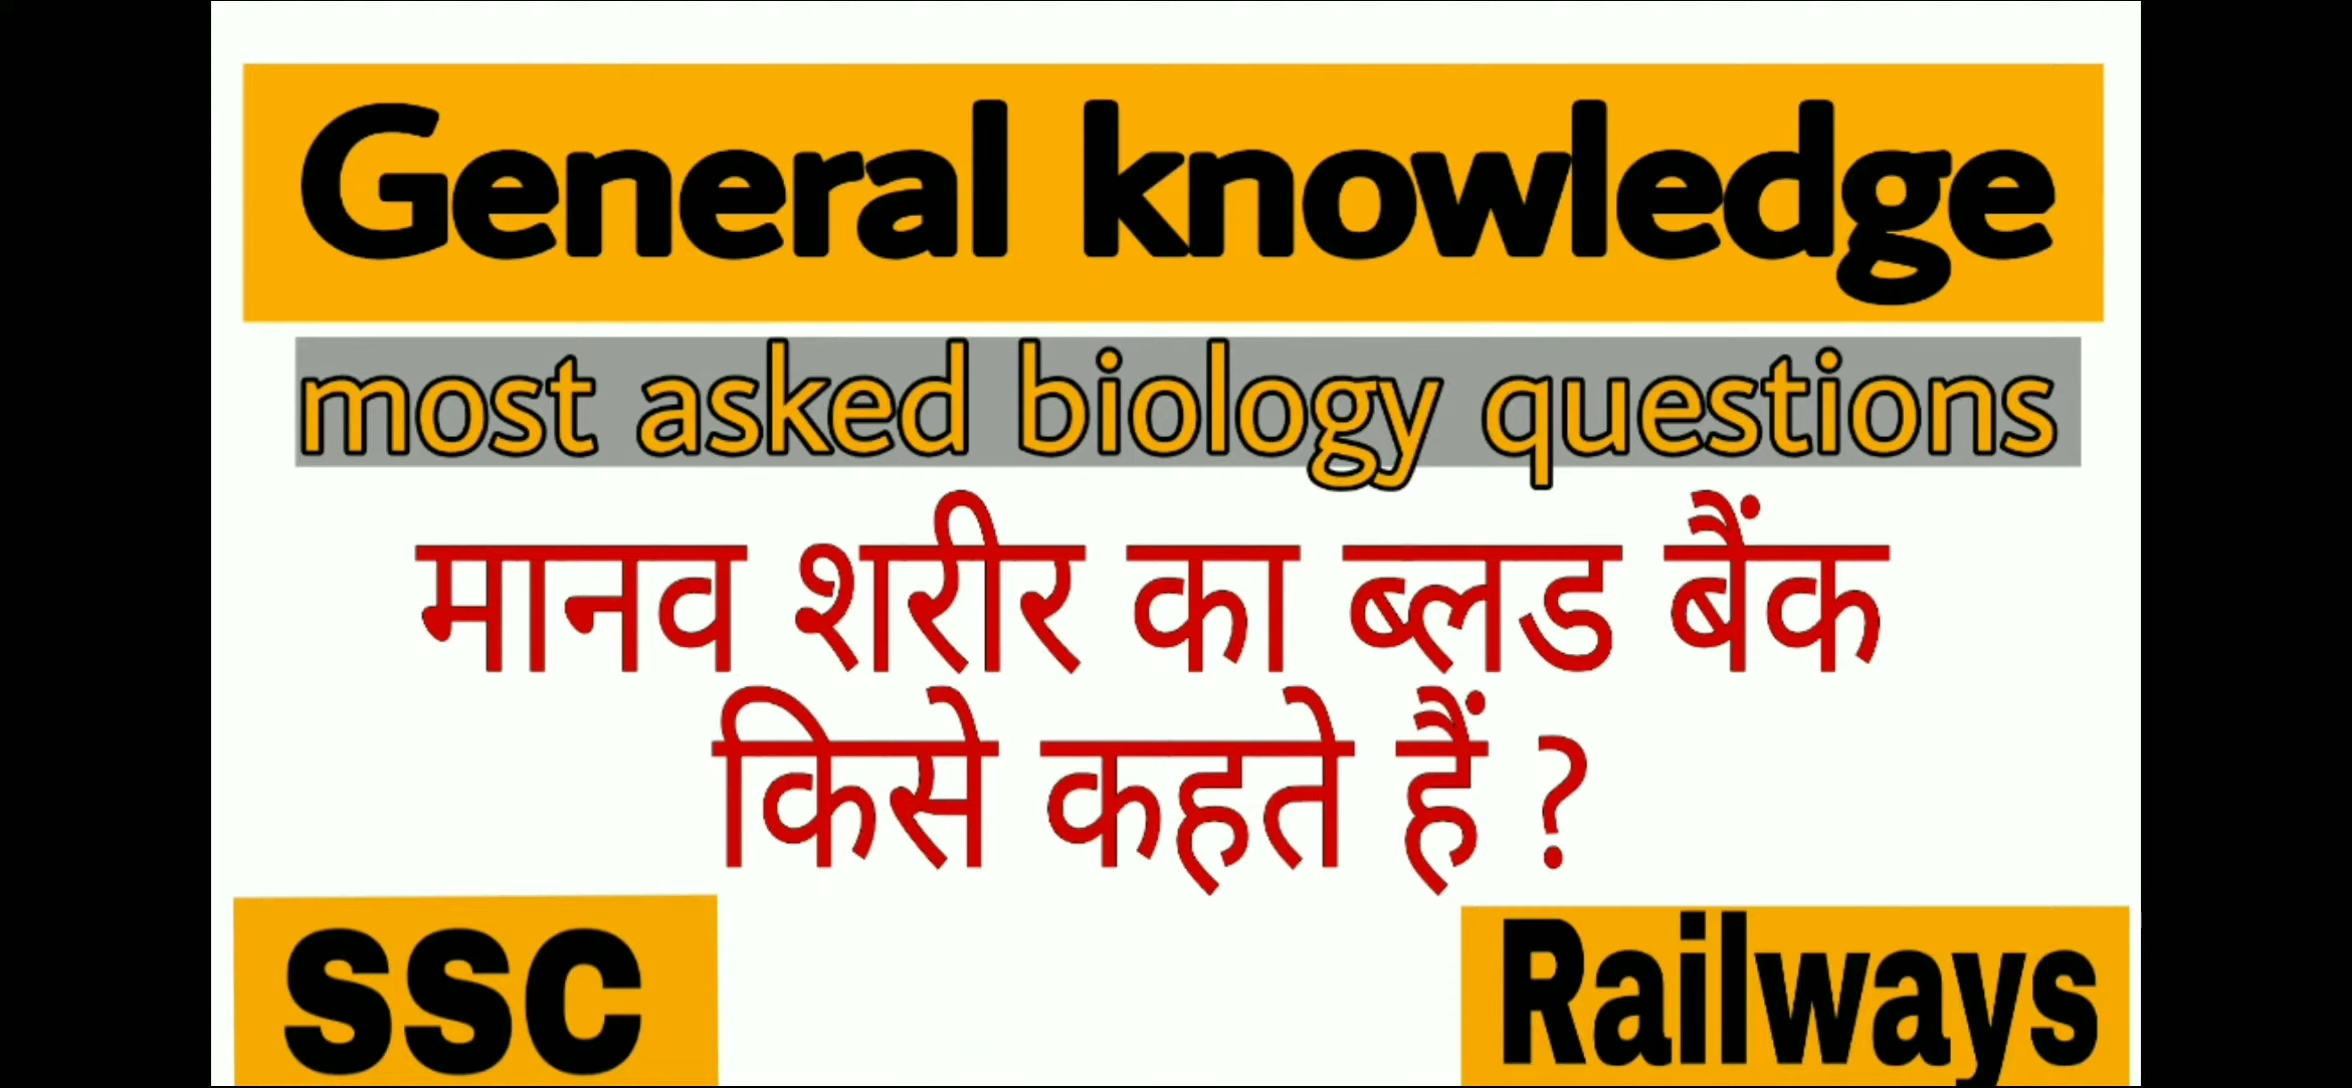 General knowledge
most asked biology questions
मानव शरीर का ब्लड बैंक
किसे कहते हैं ?
SSC
Railways